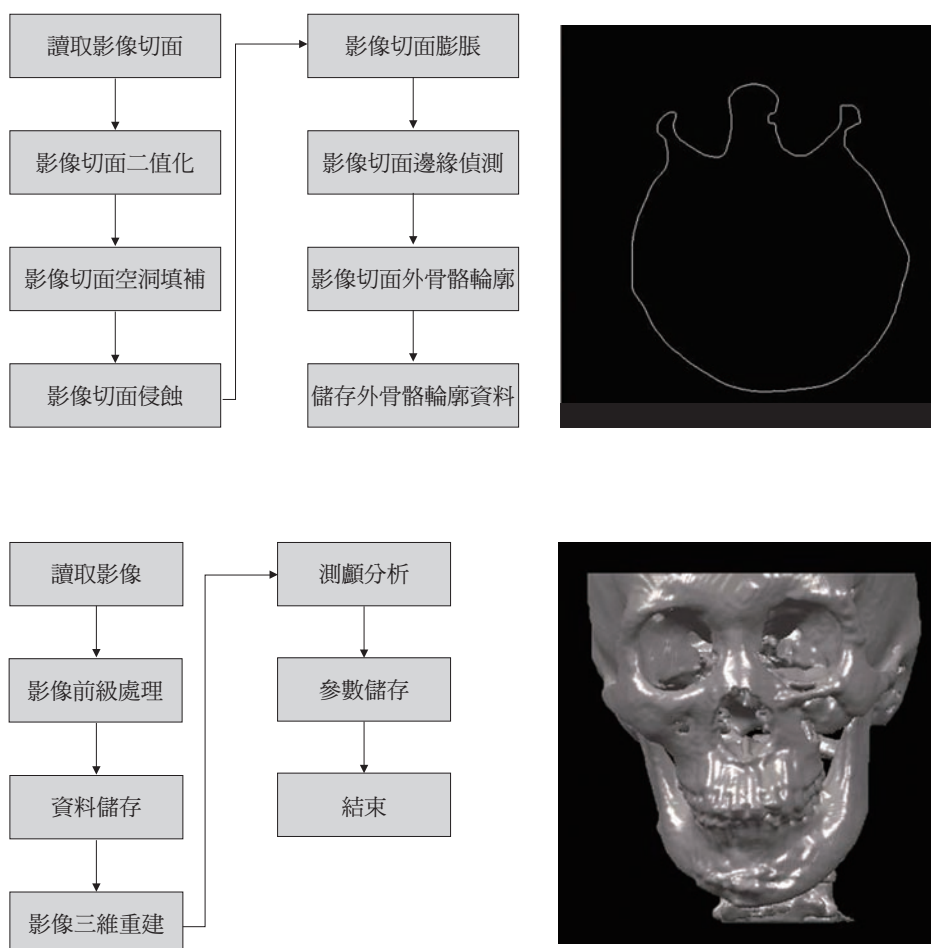 讀取影像切面
影像切面二值化
影像切面空洞填補
影像切面侵蝕
影像切面膨脹
影像切面邊緣偵測
影像切面外骨骼輪廓
儲存外骨骼輪廓資料
讀取影像
影像前級處理
資料儲存
影像三維重建
測顱分析
參數儲存
結束